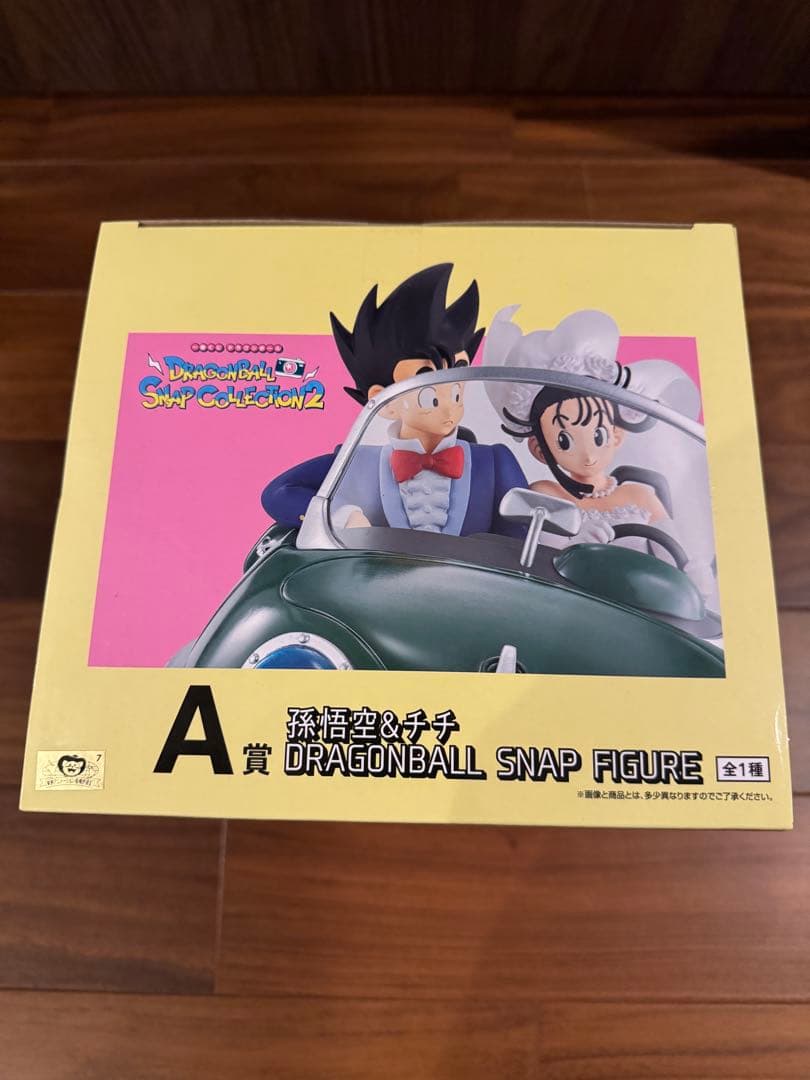 DRAGONBALL
SNAP COLLECTION2
A賞
孫悟空&チチ
DRAGONBALL SNAP FIGURE
全1種
※画像と商品とは、多少異なりますのでご了承ください。
7